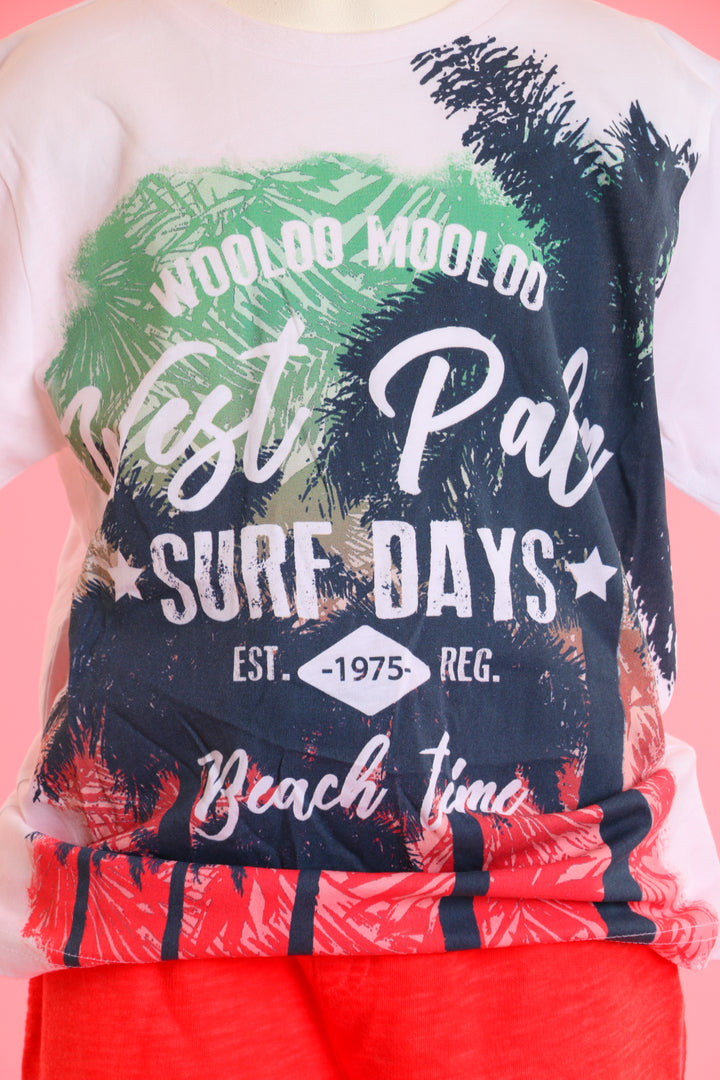 WOOLOO MOOLOO
West Palm
SURF DAYS
EST. -1975- REG.
Beach time